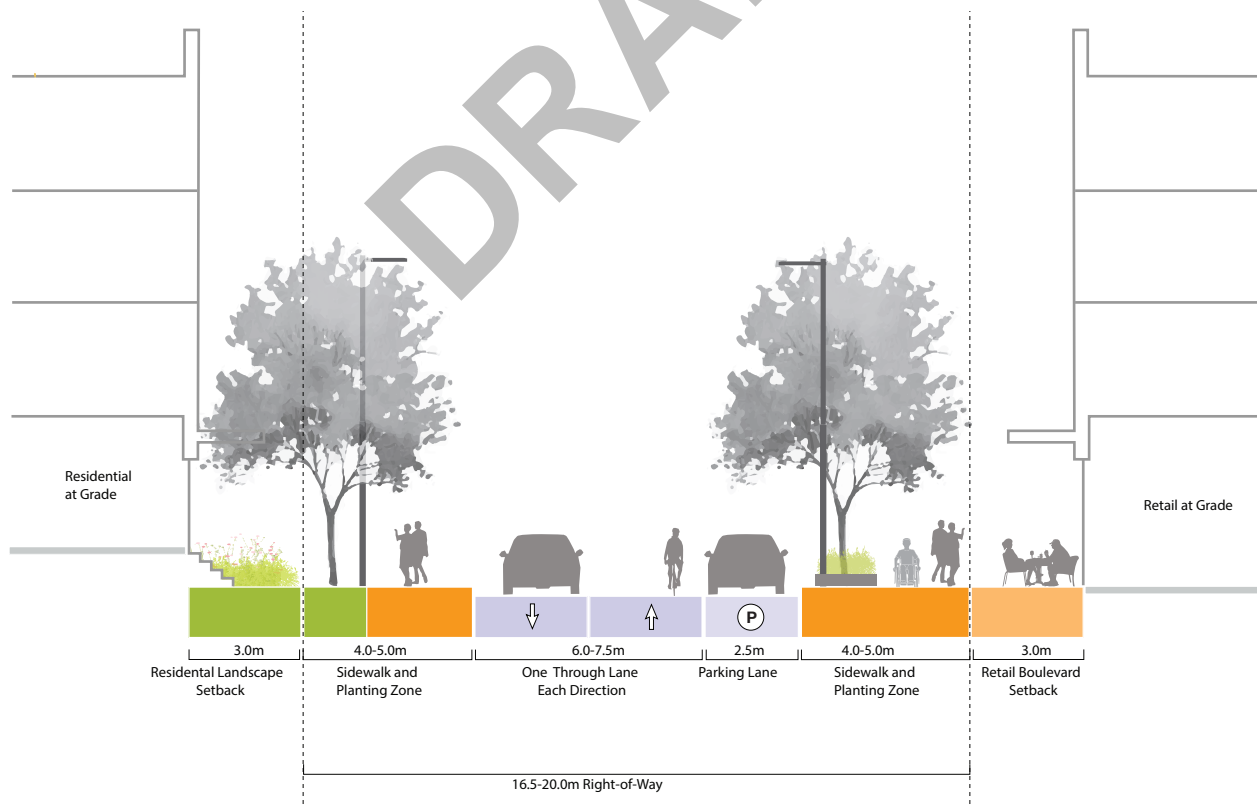 DRA
Residential
at Grade
Retail at Grade
P
3.0m
4.0-5.0m
6.0-7.5m
2.5m
4.0-5.0m
3.0m
Residental Landscape
Setback
Sidewalk and
Planting Zone
One Through Lane
Each Direction
Parking Lane
Sidewalk and
Planting Zone
Retail Boulevard
Setback
16.5-20.0m Right-of-Way